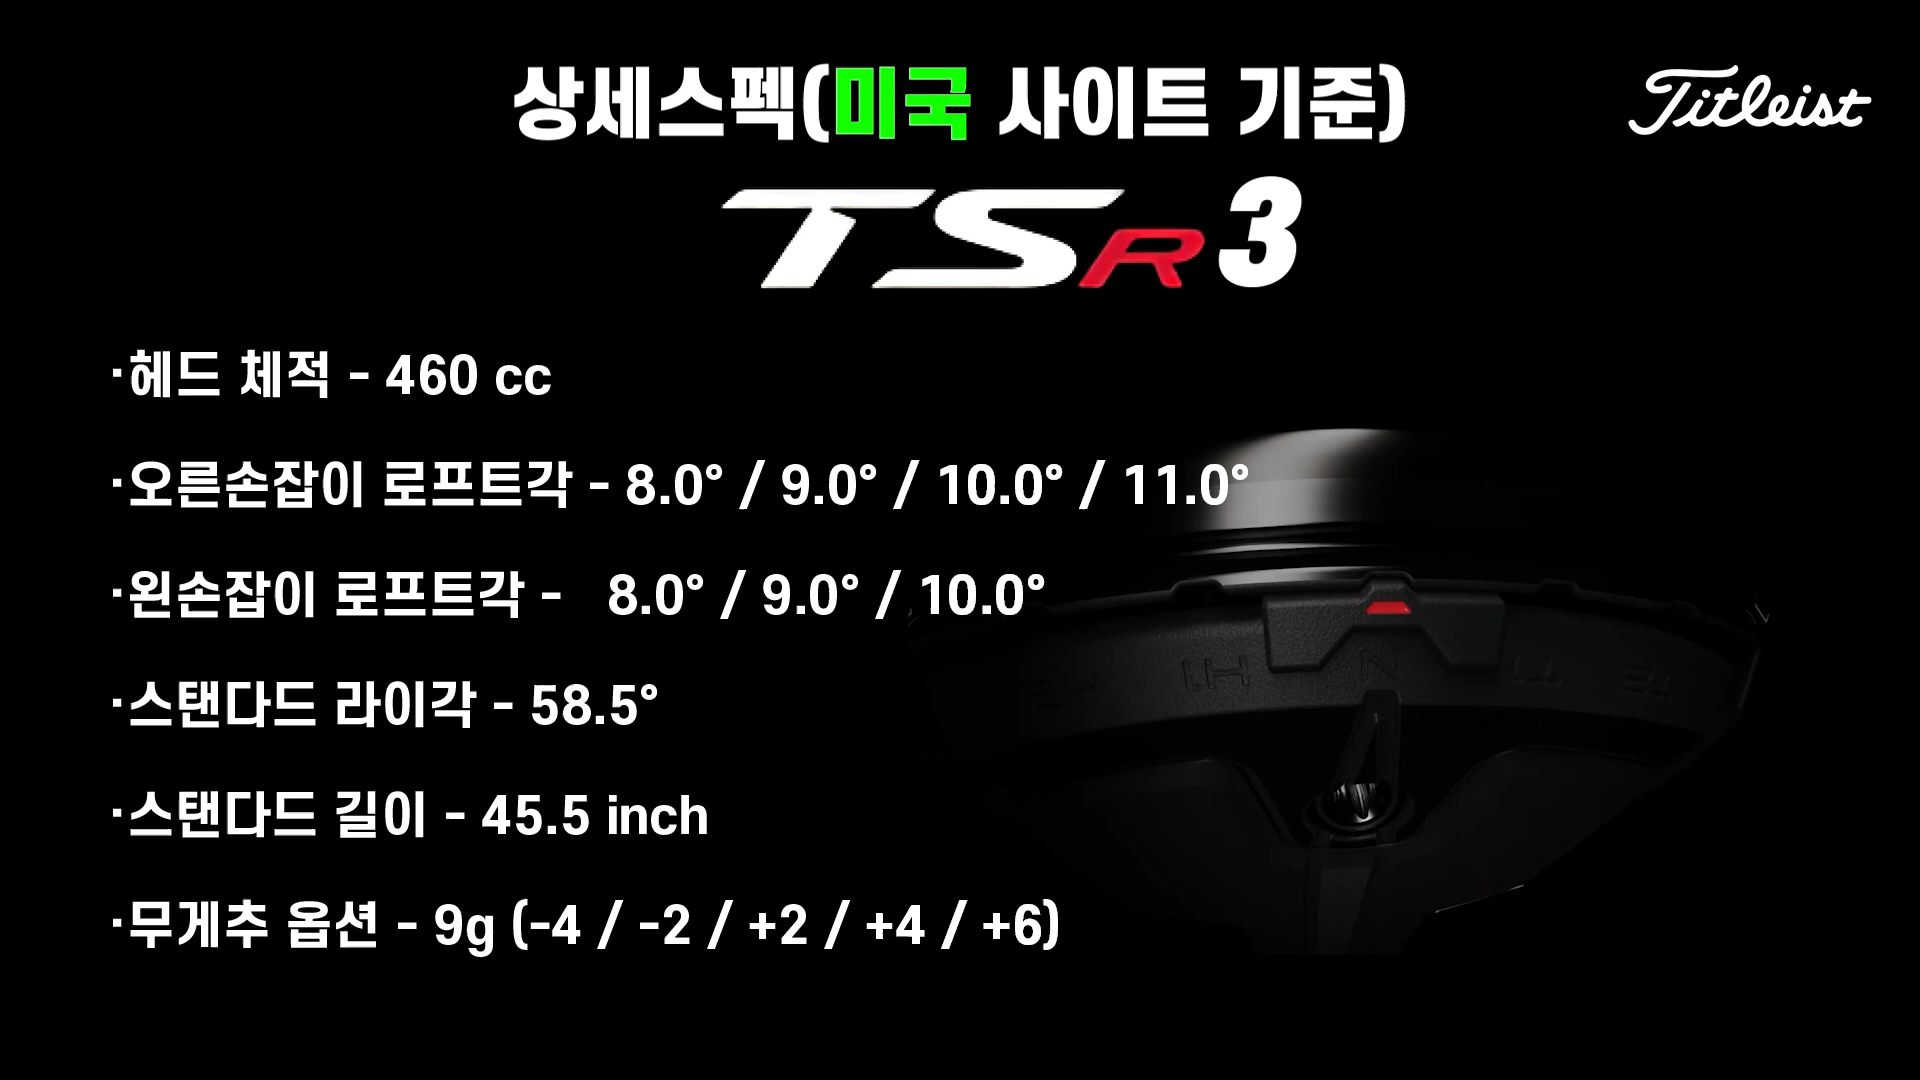 상세스펙(미국 사이트 기준)
Titleist
TSR3
·헤드 체적 - 460 cc
·오른손잡이 로프트각 - 8.0° / 9.0° / 10.0° / 11.0°
·왼손잡이 로프트각 - 8.0° / 9.0° / 10.0°
H1 N T1 T2
·스탠다드 라이각 - 58.5°
·스탠다드 길이 - 45.5 inch
·무게추 옵션 - 9g (-4 / -2 / +2 / +4 / +6)